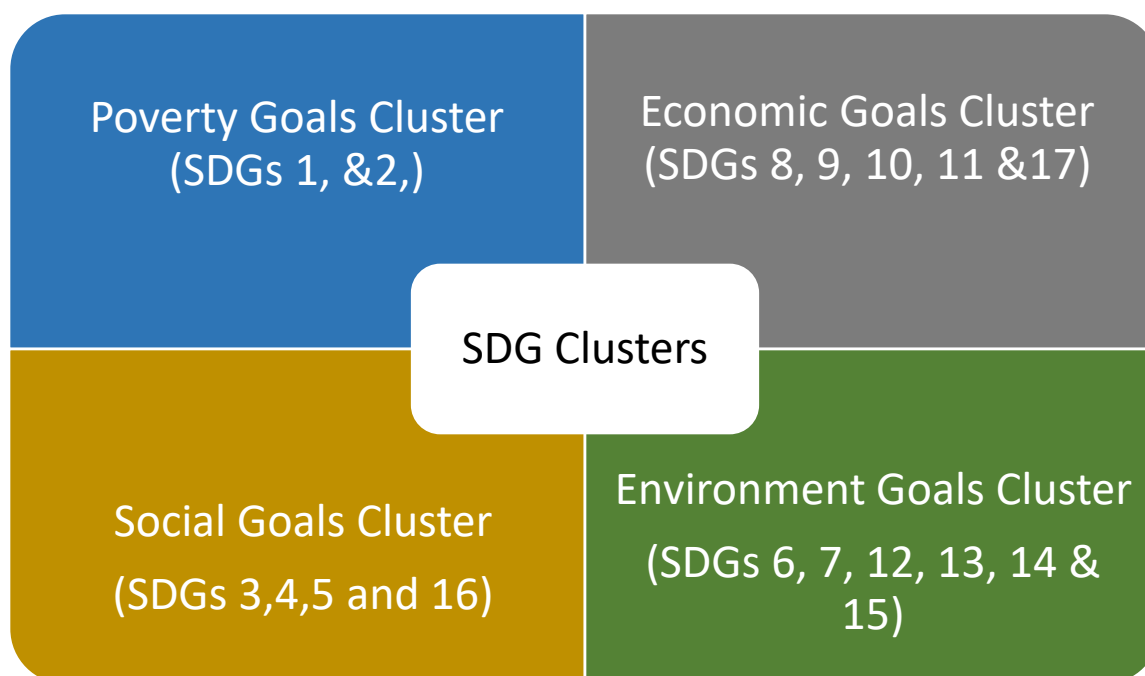 Poverty Goals Cluster
(SDGs 1, &2,)
Economic Goals Cluster
(SDGs 8, 9, 10, 11 &17)
SDG Clusters
Social Goals Cluster
(SDGs 3,4,5 and 16)
Environment Goals Cluster
(SDGs 6, 7, 12, 13, 14 &
15)